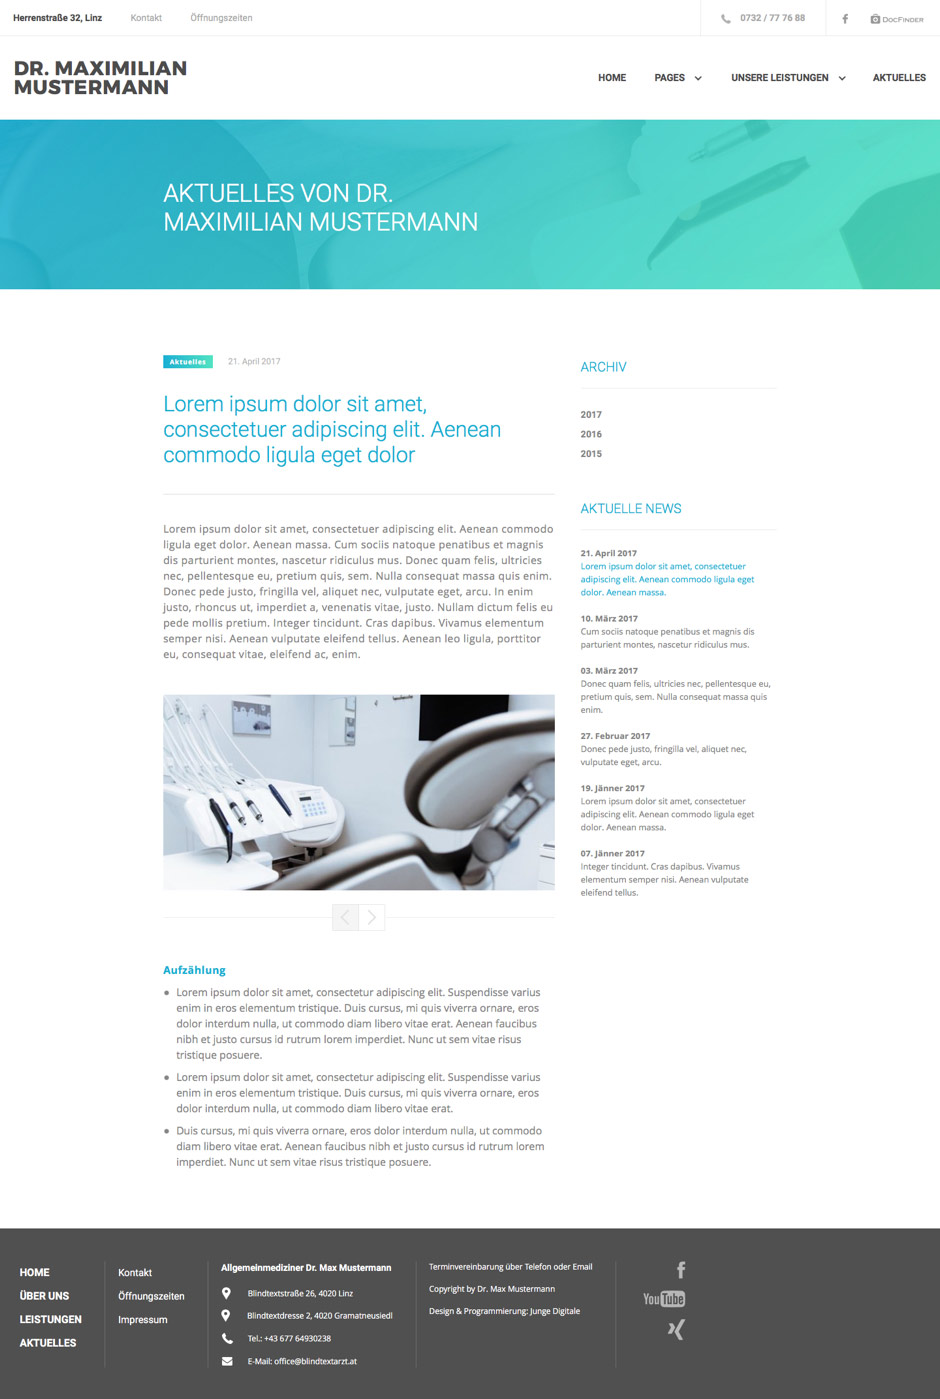 Herrenstraße 32, Linz
Kontakt
Öffnungszeiten
0732 / 77 76 88
DOCFINDER
DR. MAXIMILIAN
MUSTERMANN
HOME
PAGES
UNSERE LEISTUNGEN
AKTUELLES
AKTUELLES VON DR.
MAXIMILIAN MUSTERMANN
Aktuelles
21. April 2017
Lorem ipsum dolor sit amet,
consectetuer adipiscing elit. Aenean
commodo ligula eget dolor
Lorem ipsum dolor sit amet, consectetuer adipiscing elit. Aenean commodo
ligula eget dolor. Aenean massa. Cum sociis natoque penatibus et magnis
dis parturient montes, nascetur ridiculus mus. Donec quam felis, ultricies
nec, pellentesque eu, pretium quis, sem. Nulla consequat massa quis enim.
Donec pede justo, fringilla vel, aliquet nec, vulputate eget, arcu. In enim
justo, rhoncus ut, imperdiet a, venenatis vitae, justo. Nullam dictum felis eu
pede mollis pretium. Integer tincidunt. Cras dapibus. Vivamus elementum
semper nisi. Aenean vulputate eleifend tellus. Aenean leo ligula, porttitor
eu, consequat vitae, eleifend ac, enim.
Aufzählung
Lorem ipsum dolor sit amet, consectetur adipiscing elit. Suspendisse varius
enim in eros elementum tristique. Duis cursus, mi quis viverra ornare, eros
dolor interdum nulla, ut commodo diam libero vitae erat. Aenean faucibus
nibh et justo cursus id rutrum lorem imperdiet. Nunc ut sem vitae risus
tristique posuere.
Lorem ipsum dolor sit amet, consectetur adipiscing elit. Suspendisse varius
enim in eros elementum tristique. Duis cursus, mi quis viverra ornare, eros
dolor interdum nulla, ut commodo diam libero vitae erat.
Duis cursus, mi quis viverra ornare, eros dolor interdum nulla, ut commodo
diam libero vitae erat. Aenean faucibus nibh et justo cursus id rutrum lorem
imperdiet. Nunc ut sem vitae risus tristique posuere.
ARCHIV
2017
2016
2015
AKTUELLE NEWS
21. April 2017
Lorem ipsum dolor sit amet, consectetuer
adipiscing elit. Aenean commodo ligula eget
dolor. Aenean massa.
10. März 2017
Cum sociis natoque penatibus et magnis dis
parturient montes, nascetur ridiculus mus.
03. März 2017
Donec quam felis, ultricies nec, pellentesque eu,
pretium quis, sem. Nulla consequat massa quis
enim.
27. Februar 2017
Donec pede justo, fringilla vel, aliquet nec,
vulputate eget, arcu.
19. Jänner 2017
Lorem ipsum dolor sit amet, consectetuer
adipiscing elit. Aenean commodo ligula eget
dolor. Aenean massa.
07. Jänner 2017
Integer tincidunt. Cras dapibus. Vivamus
elementum semper nisi. Aenean vulputate
eleifend tellus.
HOME
ÜBER UNS
LEISTUNGEN
AKTUELLES
Kontakt
Öffnungszeiten
Impressum
Allgemeinmediziner Dr. Max Mustermann
Blindtextstraße 26, 4020 Linz
Blindtextdresse 2, 4020 Gramatneusiedl
Tel.: +43 677 64930238
E-Mail: office@blindtextarzt.at
Terminvereinbarung über Telefon oder Email
Copyright by Dr. Max Mustermann
Design & Programmierung: Junge Digitale
YouTube